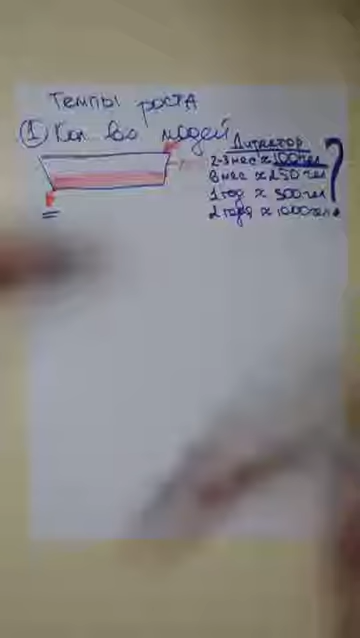 Темпы роста
① Кол во людей
2-3 мес × 100 чел
6 мес × 250 чел
1 год × 500 чел
2 года × 1000 чел
?